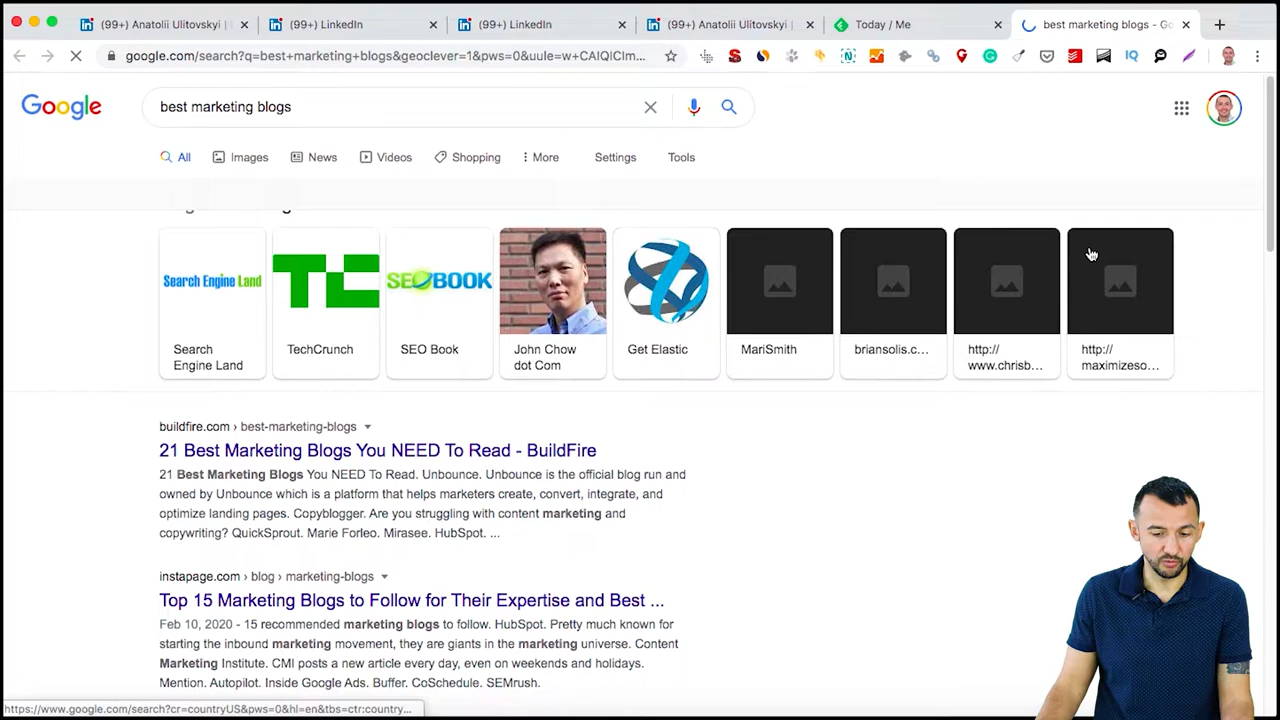 (99+) Anatolii Ulitovskyi |
(99+) LinkedIn
(99+) LinkedIn
(99+) Anatolii Ulitovskyi |
Today / Me
best marketing blogs - Go
google.com/search?q=best+marketing+blogs&geoclever=1&pws=0&uule=w+CAIQICIm...
Google
best marketing blogs
All
Images
News
Videos
Shopping
More
Settings
Tools
Search Engine Land
TC
SEOBOOK
Search
Engine Land
TechCrunch
SEO Book
John Chow
dot Com
Get Elastic
MariSmith
briansolis.c...
http://
www.chrisb...
http://
maximizeso...
buildfire.com › best-marketing-blogs
21 Best Marketing Blogs You NEED To Read - BuildFire
21 Best Marketing Blogs You NEED To Read. Unbounce. Unbounce is the official blog run and
owned by Unbounce which is a platform that helps marketers create, convert, integrate, and
optimize landing pages. Copyblogger. Are you struggling with content marketing and
copywriting? QuickSprout. Marie Forleo. Mirasee. HubSpot. ...
instapage.com › blog › marketing-blogs
Top 15 Marketing Blogs to Follow for Their Expertise and Best ...
Feb 10, 2020 - 15 recommended marketing blogs to follow. HubSpot. Pretty much known for
starting the inbound marketing movement, they are giants in the marketing universe. Content
Marketing Institute. CMI posts a new article every day, even on weekends and holidays.
Mention. Autopilot. Inside Google Ads. Buffer. CoSchedule. SEMrush.
https://www.google.com/search?cr=countryUS&pws=0&hl=en&tbs=ctr:country...